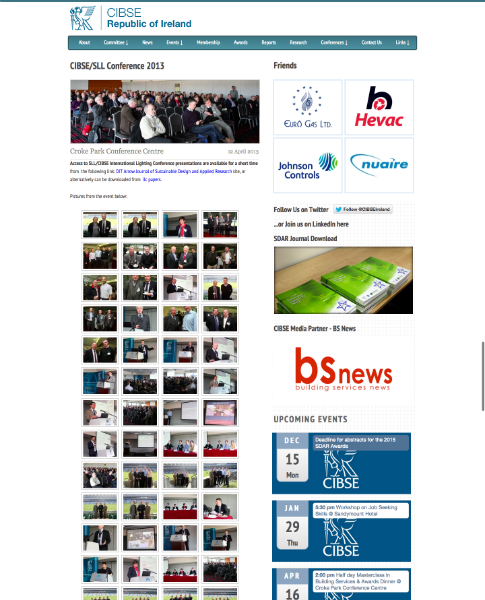 CIBSE
Republic of Ireland
About
Committee ↓
News
Events ↓
Membership
Awards
Reports
Research
Conferences ↓
Contact Us
Links ↓
CIBSE/SLL Conference 2013
Croke Park Conference Centre
12 April 2013
Access to SLL/CIBSE International Lighting Conference presentations are available for a short time
from the following link: DIT Arrow Journal of Sustainable Design and Applied Research site, or
alternatively can be downloaded from ilc papers.
Pictures from the event below:
Friends
EURO GAS LTD.
Hevac
Johnson
Controls
nuaire
Follow Us on Twitter
Follow @CIBSEIreland
...or Join us on LinkedIn here
SDAR Journal Download
CIBSE Media Partner - BS News
bsnews
building services news
UPCOMING EVENTS
DEC
15
Mon
Deadline for abstracts for the 2015
SDAR Awards
CIBSE
JAN
29
Thu
5:30 pm Workshop on Job Seeking
Skills @ Sandymount Hotel
CIBSE
APR
16
2:00 pm Half day Masterclass in
Building Services & Awards Dinner @
Croke Park Conference Centre